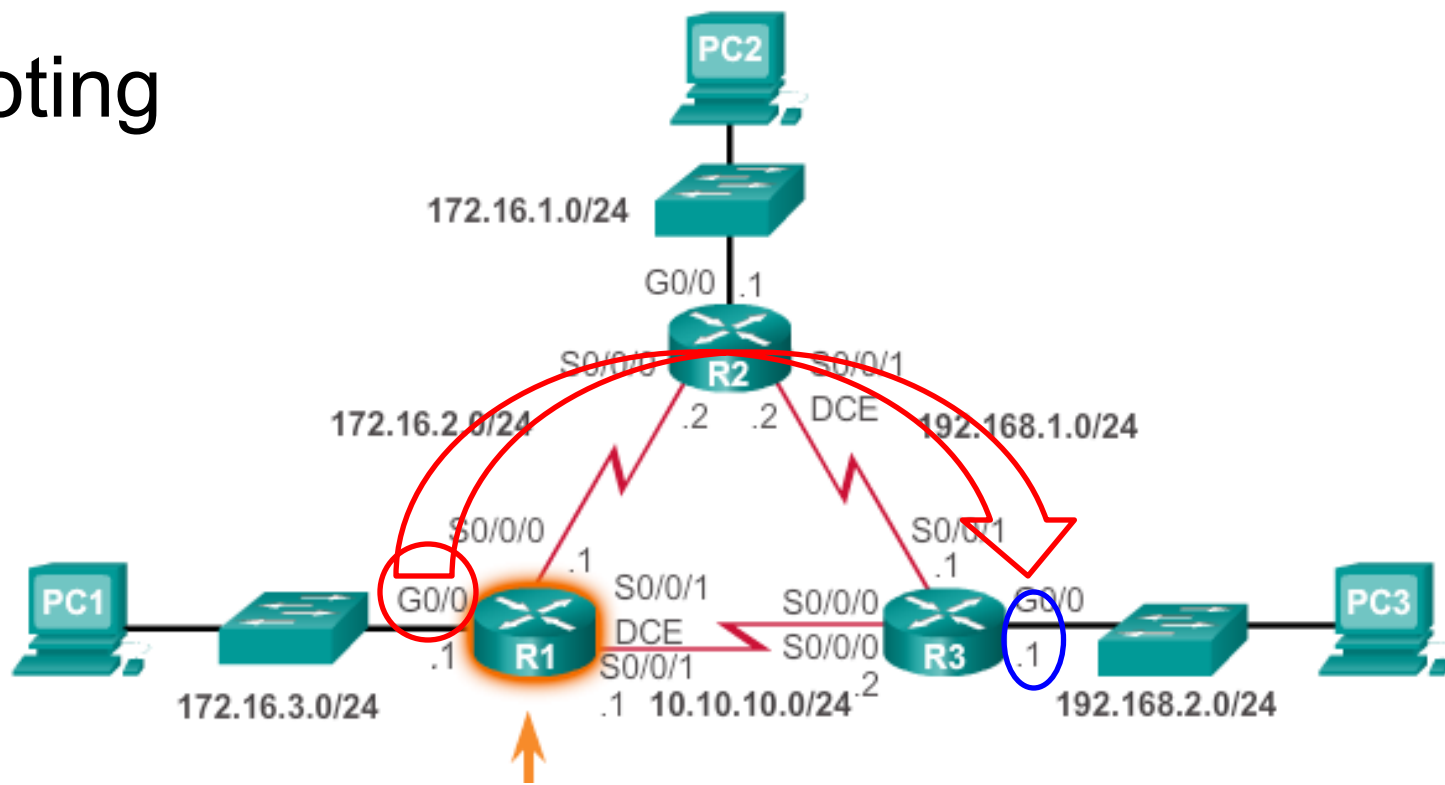 oting
PC2
172.16.1.0/24
G0/0 .1
S0/0/0 R2 S0/0/1
.2 .2 DCE
172.16.2.0/24 192.168.1.0/24
S0/0/0 S0/0/1
.1 .1
PC1 G0/0 S0/0/1 S0/0/0 G0/0 PC3
DCE
.1 R1 S0/0/1 S0/0/0 R3 .1
172.16.3.0/24 .1 10.10.10.0/24 .2 192.168.2.0/24